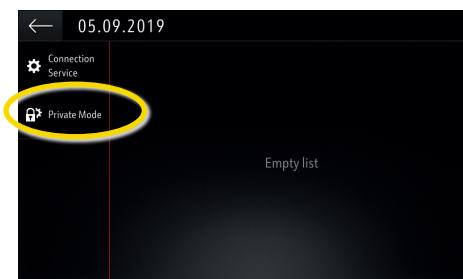 05.09.2019
Connection
Service
Private Mode
Empty list